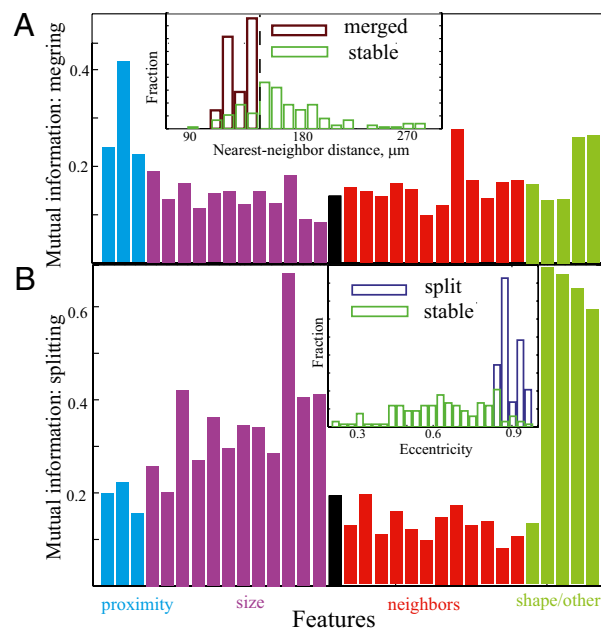 A
Mutual information: megring
0.4
0.2
merged
stable
Fraction
90
180
270
Nearest-neighbor distance, μm
B
Mutual information: splitting
0.6
0.4
0.2
split
stable
Fraction
0.3
0.6
0.9
Eccentricity
proximity
size
neighbors
shape/other
Features